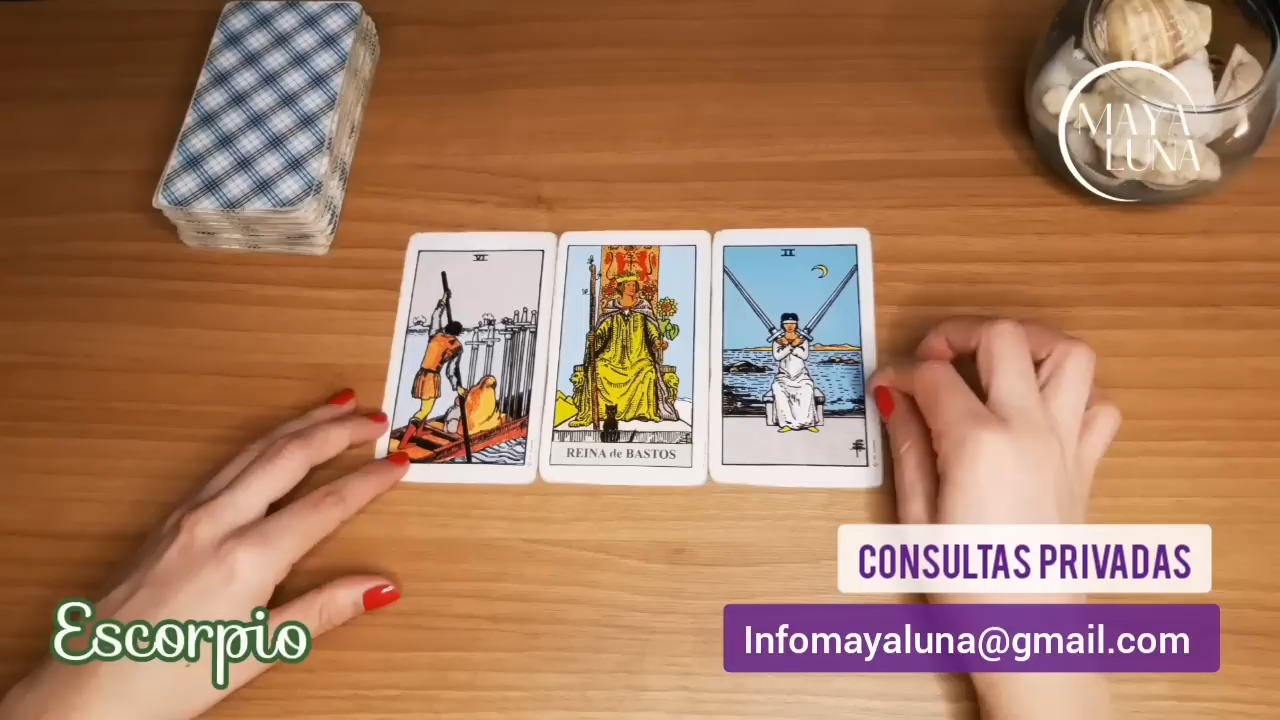 MAYA
LUNA
VI
REINA de BASTOS
II
CONSULTAS PRIVADAS
Infomayaluna@gmail.com
Escorpio